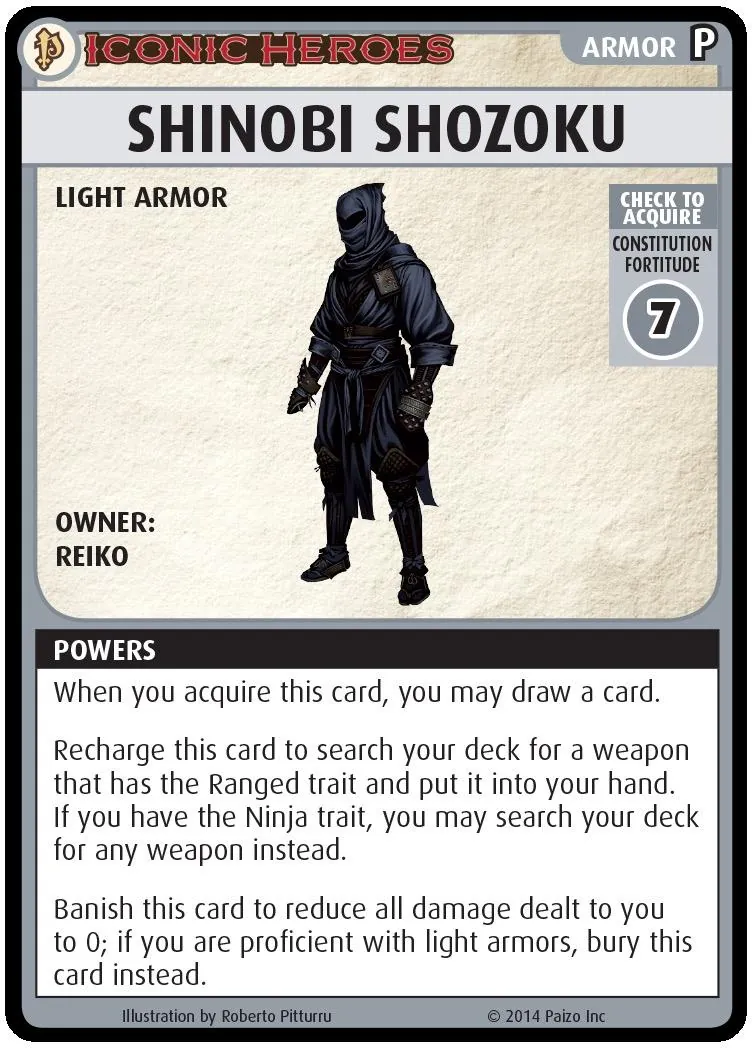 ICONIC HEROES
ARMOR P
SHINOBI SHOZOKU
LIGHT ARMOR
CHECK TO
ACQUIRE
CONSTITUTION
FORTITUDE
7
OWNER:
REIKO
POWERS
When you acquire this card, you may draw a card.
Recharge this card to search your deck for a weapon
that has the Ranged trait and put it into your hand.
If you have the Ninja trait, you may search your deck
for any weapon instead.
Banish this card to reduce all damage dealt to you
to 0; if you are proficient with light armors, bury this
card instead.
Illustration by Roberto Pitturru
© 2014 Paizo Inc